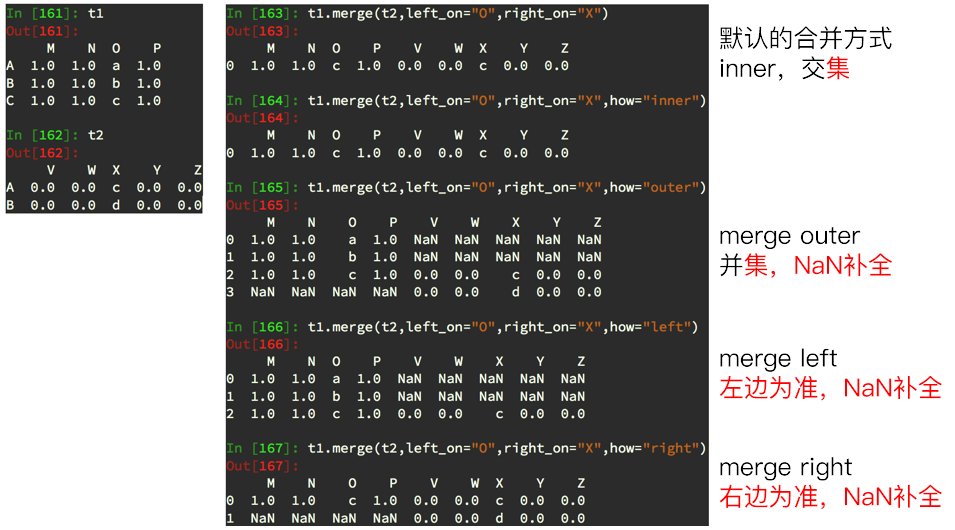 In [161]: t1
Out[161]:
M N O P
A 1.0 1.0 a 1.0
B 1.0 1.0 b 1.0
C 1.0 1.0 c 1.0
In [162]: t2
Out[162]:
V W X Y Z
A 0.0 0.0 c 0.0 0.0
B 0.0 0.0 d 0.0 0.0
In [163]: t1.merge(t2,left_on="O",right_on="X")
Out[163]:
M N O P V W X Y Z
0 1.0 1.0 c 1.0 0.0 0.0 c 0.0 0.0
In [164]: t1.merge(t2,left_on="O",right_on="X",how="inner")
Out[164]:
M N O P V W X Y Z
0 1.0 1.0 c 1.0 0.0 0.0 c 0.0 0.0
In [165]: t1.merge(t2,left_on="O",right_on="X",how="outer")
Out[165]:
M N O P V W X Y Z
0 1.0 1.0 a 1.0 NaN NaN NaN NaN NaN
1 1.0 1.0 b 1.0 NaN NaN NaN NaN NaN
2 1.0 1.0 c 1.0 0.0 0.0 c 0.0 0.0
3 NaN NaN NaN NaN 0.0 0.0 d 0.0 0.0
In [166]: t1.merge(t2,left_on="O",right_on="X",how="left")
Out[166]:
M N O P V W X Y Z
0 1.0 1.0 a 1.0 NaN NaN NaN NaN NaN
1 1.0 1.0 b 1.0 NaN NaN NaN NaN NaN
2 1.0 1.0 c 1.0 0.0 0.0 c 0.0 0.0
In [167]: t1.merge(t2,left_on="O",right_on="X",how="right")
Out[167]:
M N O P V W X Y Z
0 1.0 1.0 c 1.0 0.0 0.0 c 0.0 0.0
1 NaN NaN NaN NaN 0.0 0.0 d 0.0 0.0
默认的合并方式
inner，交集
merge outer
并集，NaN补全
merge left
左边为准，NaN补全
merge right
右边为准，NaN补全